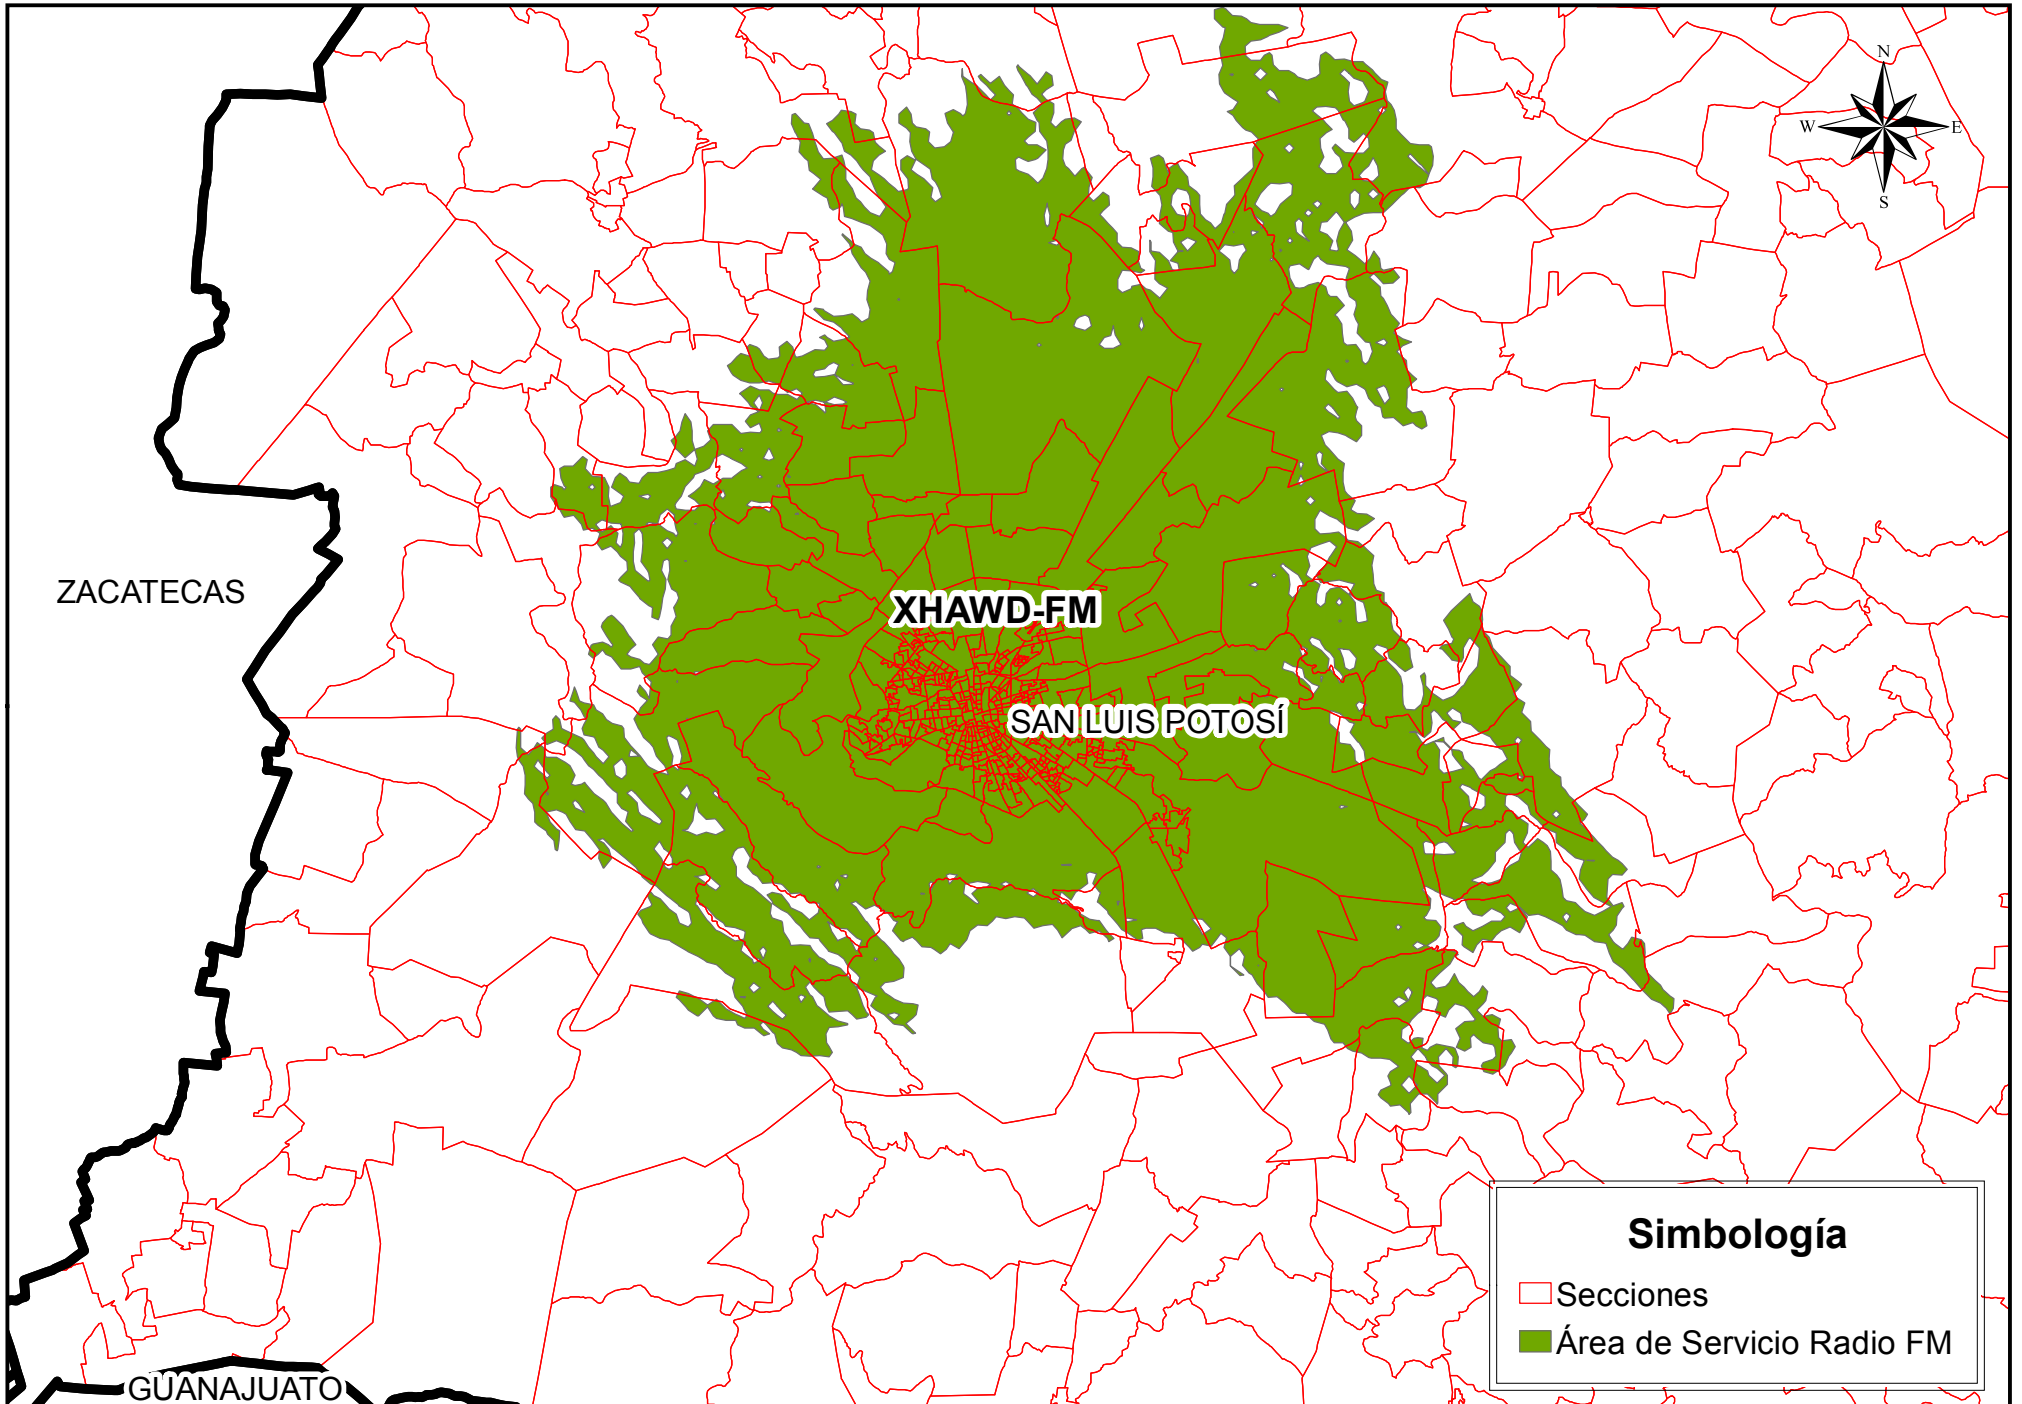 N
W E
S
ZACATECAS
XHAWD-FM
SAN LUIS POTOSÍ
Simbología
Secciones
Área de Servicio Radio FM
GUANAJUATO